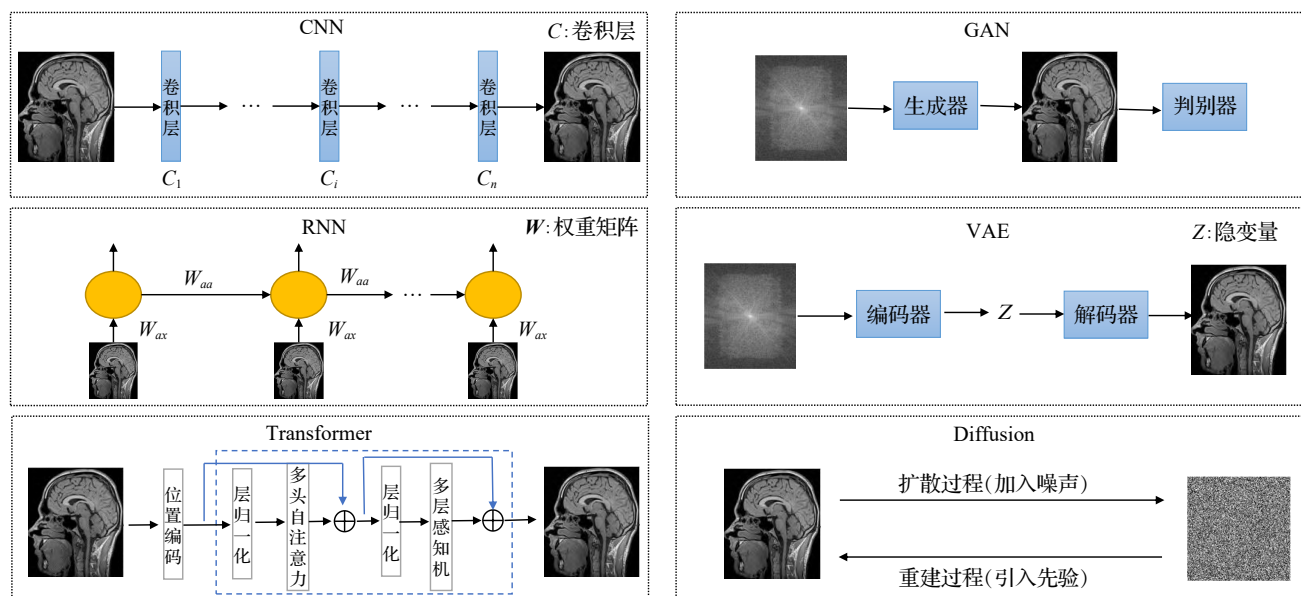 CNN
C:卷积层
卷积层
…
卷积层
…
卷积层
C1
Ci
Cn
GAN
生成器
判别器
RNN
W:权重矩阵
Waa
Waa
…
Wax
Wax
Wax
VAE
Z:隐变量
编码器
Z
解码器
Transformer
位置编码
层归一化
多头自注意力
层归一化
多层感知机
Diffusion
扩散过程(加入噪声)
重建过程(引入先验)